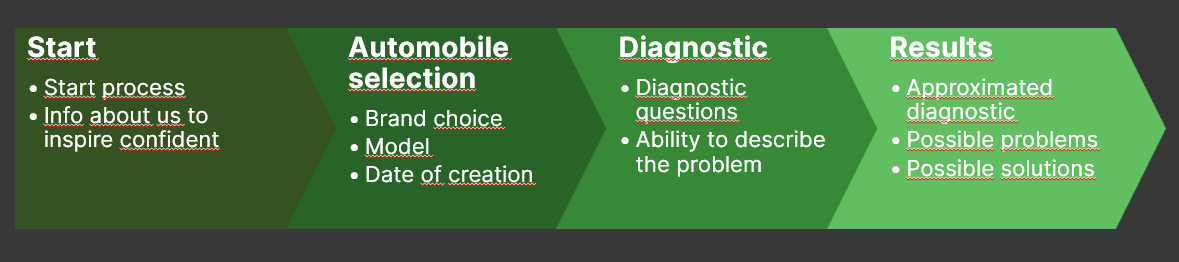 Start
• Start process
• Info about us to
inspire confident
Automobile
selection
• Brand choice
• Model
• Date of creation
Diagnostic
• Diagnostic
questions
• Ability to describe
the problem
Results
• Approximated
diagnostic
• Possible problems
• Possible solutions